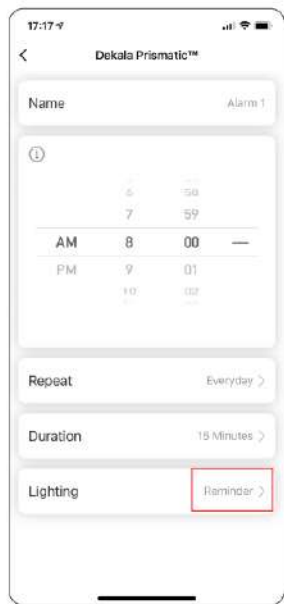 17:17
Dekala Prismatic™
Name Alarm 1
6 58
7 59
AM 8 00 —
PM 9 01
10 02
Repeat Everyday >
Duration 15 Minutes >
Lighting Reminder >